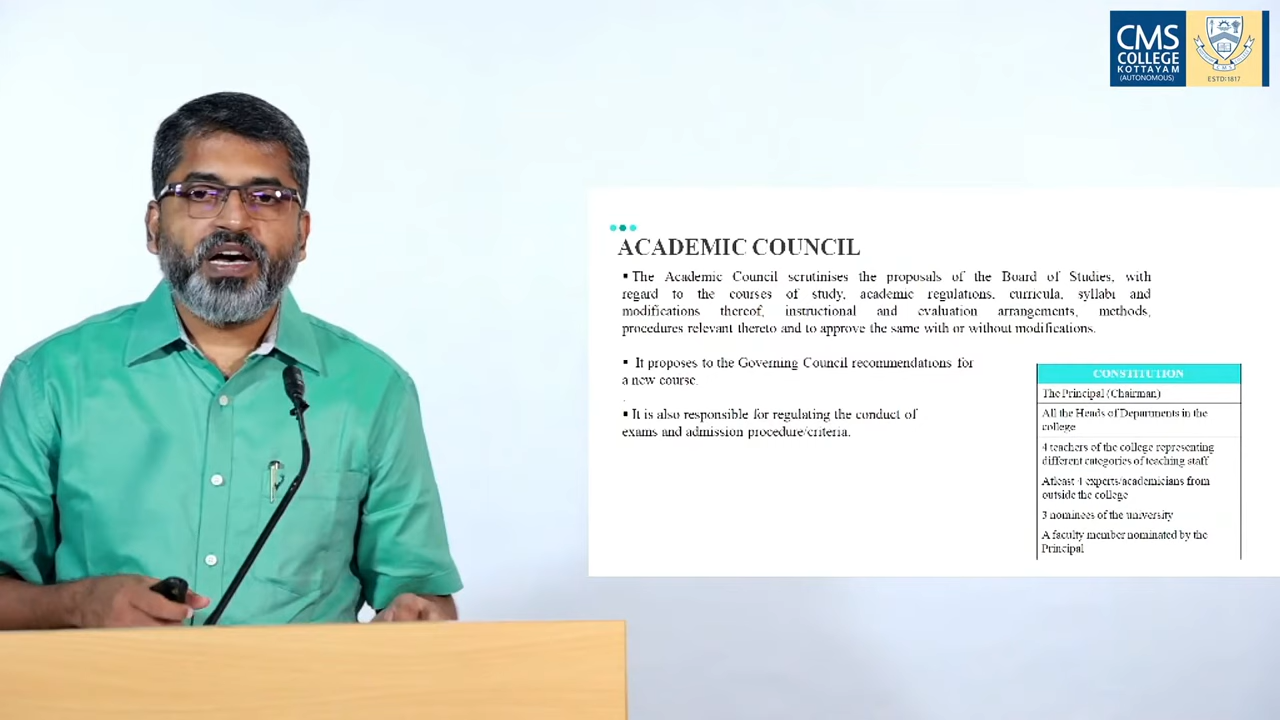 CMS
COLLEGE
KOTTAYAM
(AUTONOMOUS)
ESTD:1817
ACADEMIC COUNCIL
▪ The Academic Council scrutinises the proposals of the Board of Studies, with
regard to the courses of study, academic regulations, curricula, syllabi and
modifications thereof, instructional and evaluation arrangements, methods,
procedures relevant thereto and to approve the same with or without modifications.
▪ It proposes to the Governing Council recommendations for
a new course.
.
▪ It is also responsible for regulating the conduct of
exams and admission procedure/criteria.
CONSTITUTION
The Principal (Chairman)
All the Heads of Departments in the
college
4 teachers of the college representing
different categories of teaching staff
Atleast 4 experts/academicians from
outside the college
3 nominees of the university
A faculty member nominated by the
Principal